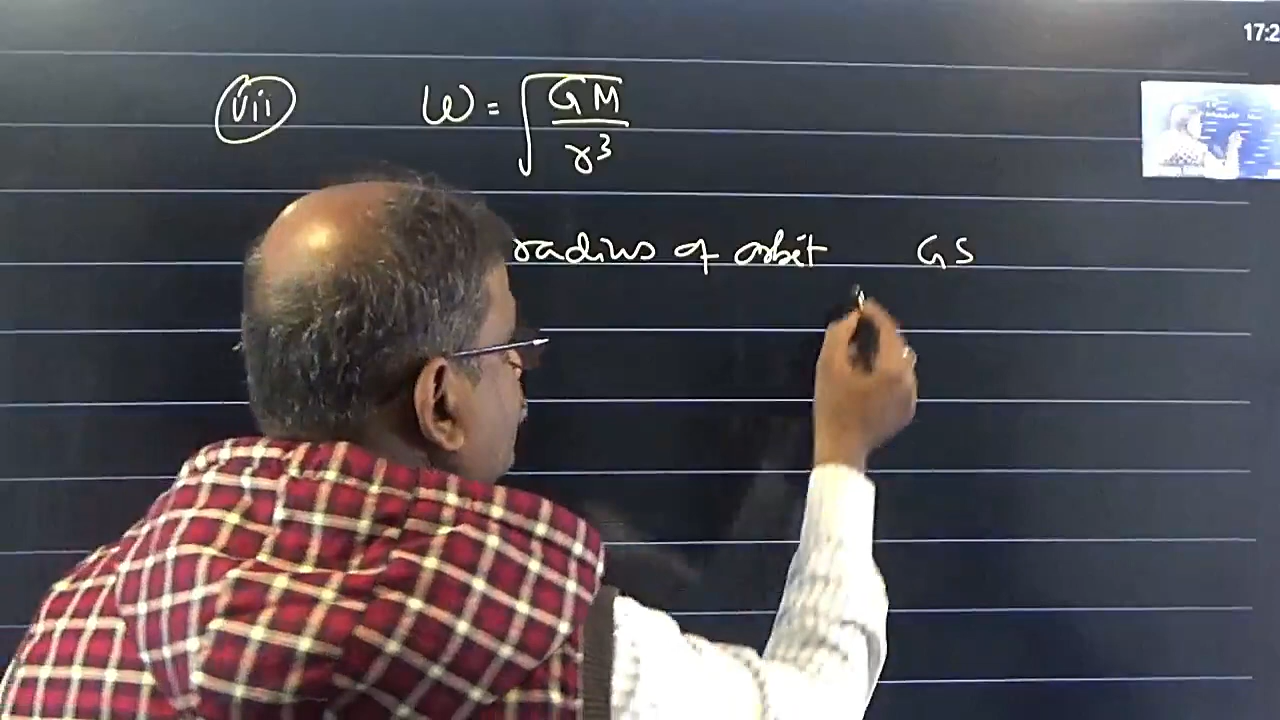 vii ω = √(GM / r³)
radius of orbit GS
17:2